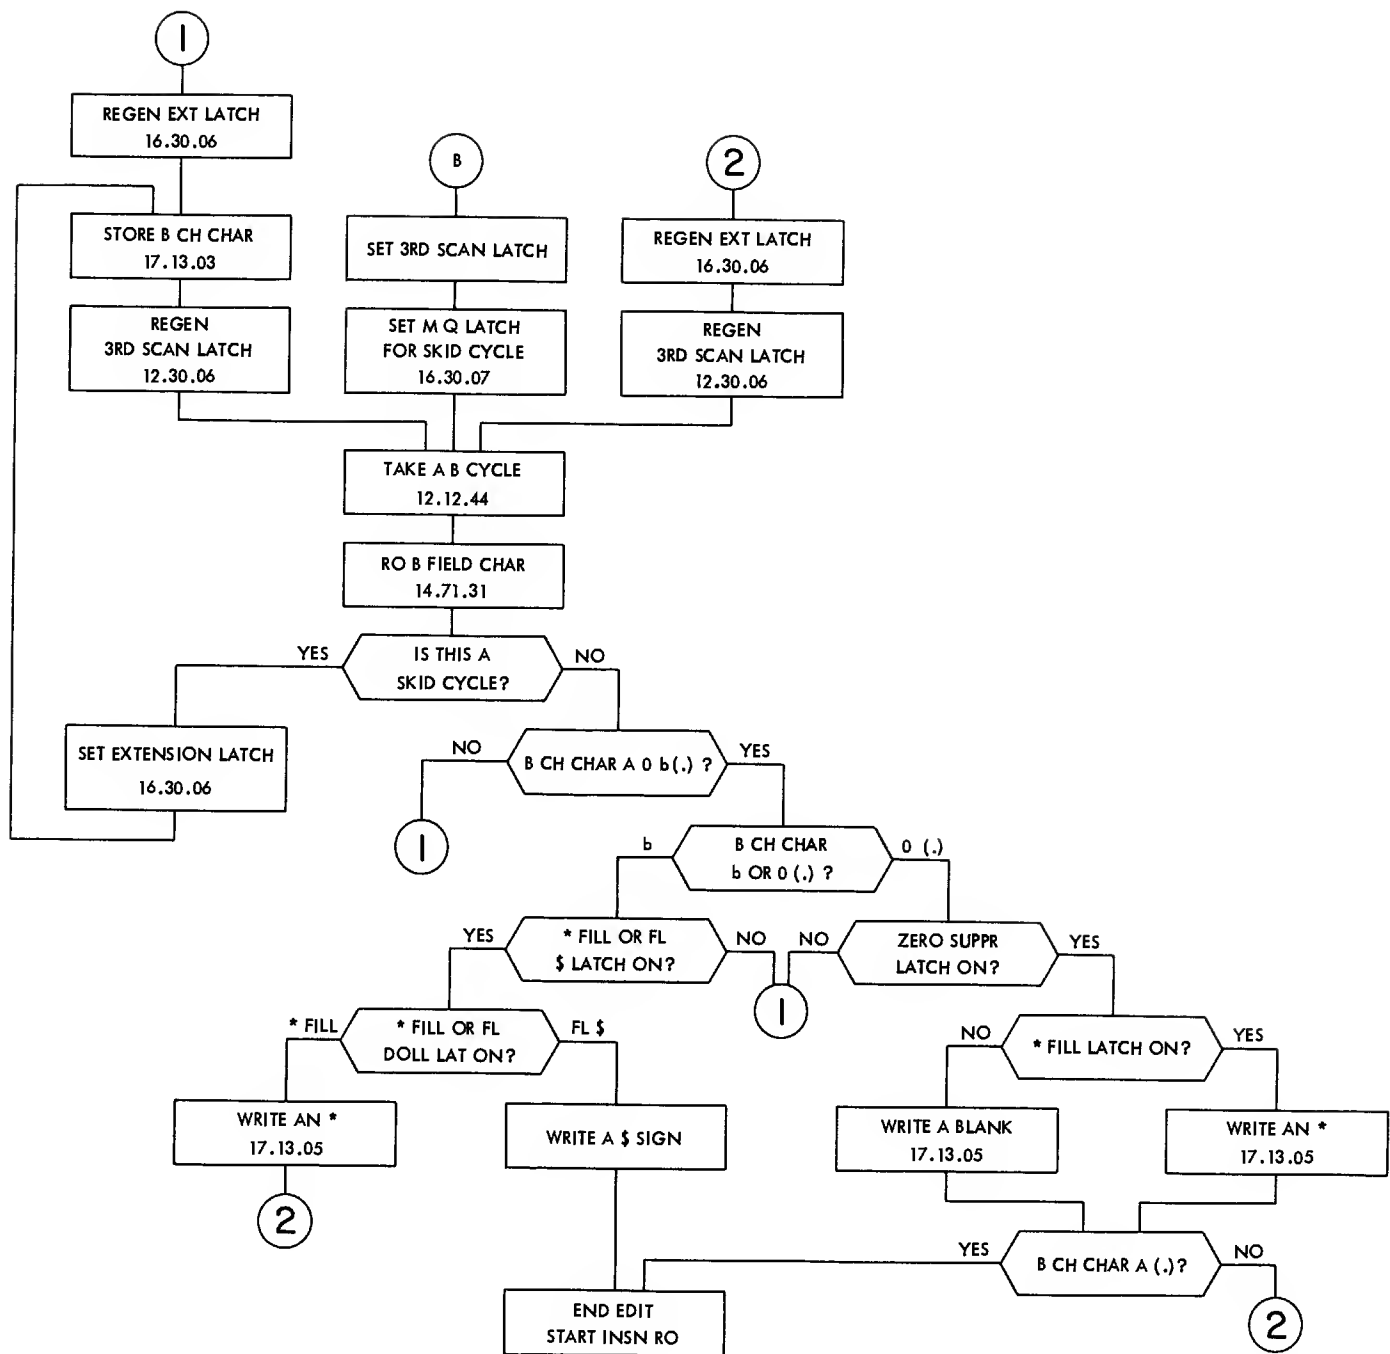 1
REGEN EXT LATCH
16.30.06
B
2
STORE B CH CHAR
17.13.03
SET 3RD SCAN LATCH
REGEN EXT LATCH
16.30.06
REGEN
3RD SCAN LATCH
12.30.06
SET M Q LATCH
FOR SKID CYCLE
16.30.07
REGEN
3RD SCAN LATCH
12.30.06
TAKE A B CYCLE
12.12.44
RO B FIELD CHAR
14.71.31
YES
IS THIS A
SKID CYCLE?
NO
SET EXTENSION LATCH
16.30.06
NO
B CH CHAR A 0 b(.) ?
YES
1
b
B CH CHAR
b OR 0 (.) ?
0 (.)
YES
* FILL OR FL
$ LATCH ON?
NO
NO
ZERO SUPPR
LATCH ON?
YES
1
* FILL
* FILL OR FL
DOLL LAT ON?
FL $
NO
* FILL LATCH ON?
YES
WRITE AN *
17.13.05
WRITE A $ SIGN
WRITE A BLANK
17.13.05
WRITE AN *
17.13.05
2
YES
B CH CHAR A (.)?
NO
END EDIT
START INSN RO
2